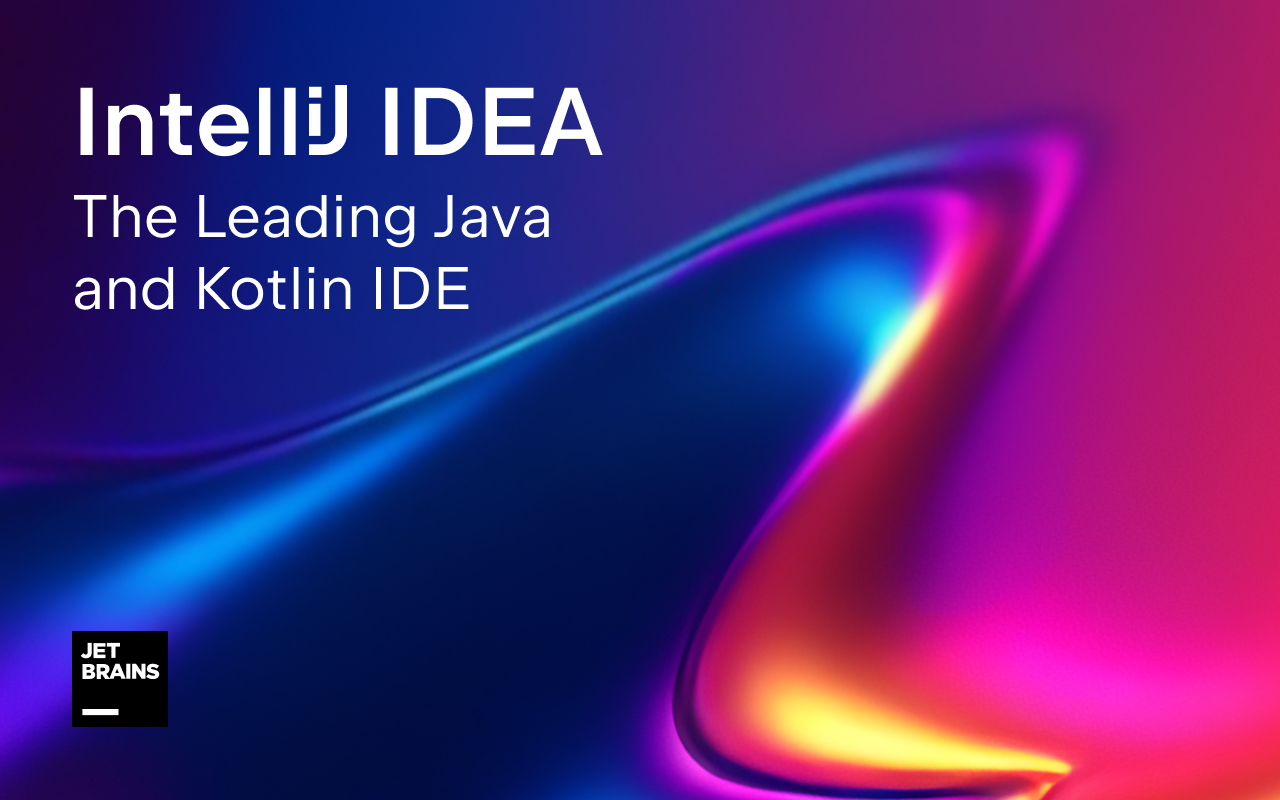 IntelliJ IDEA
The Leading Java
and Kotlin IDE
JET
BRAINS